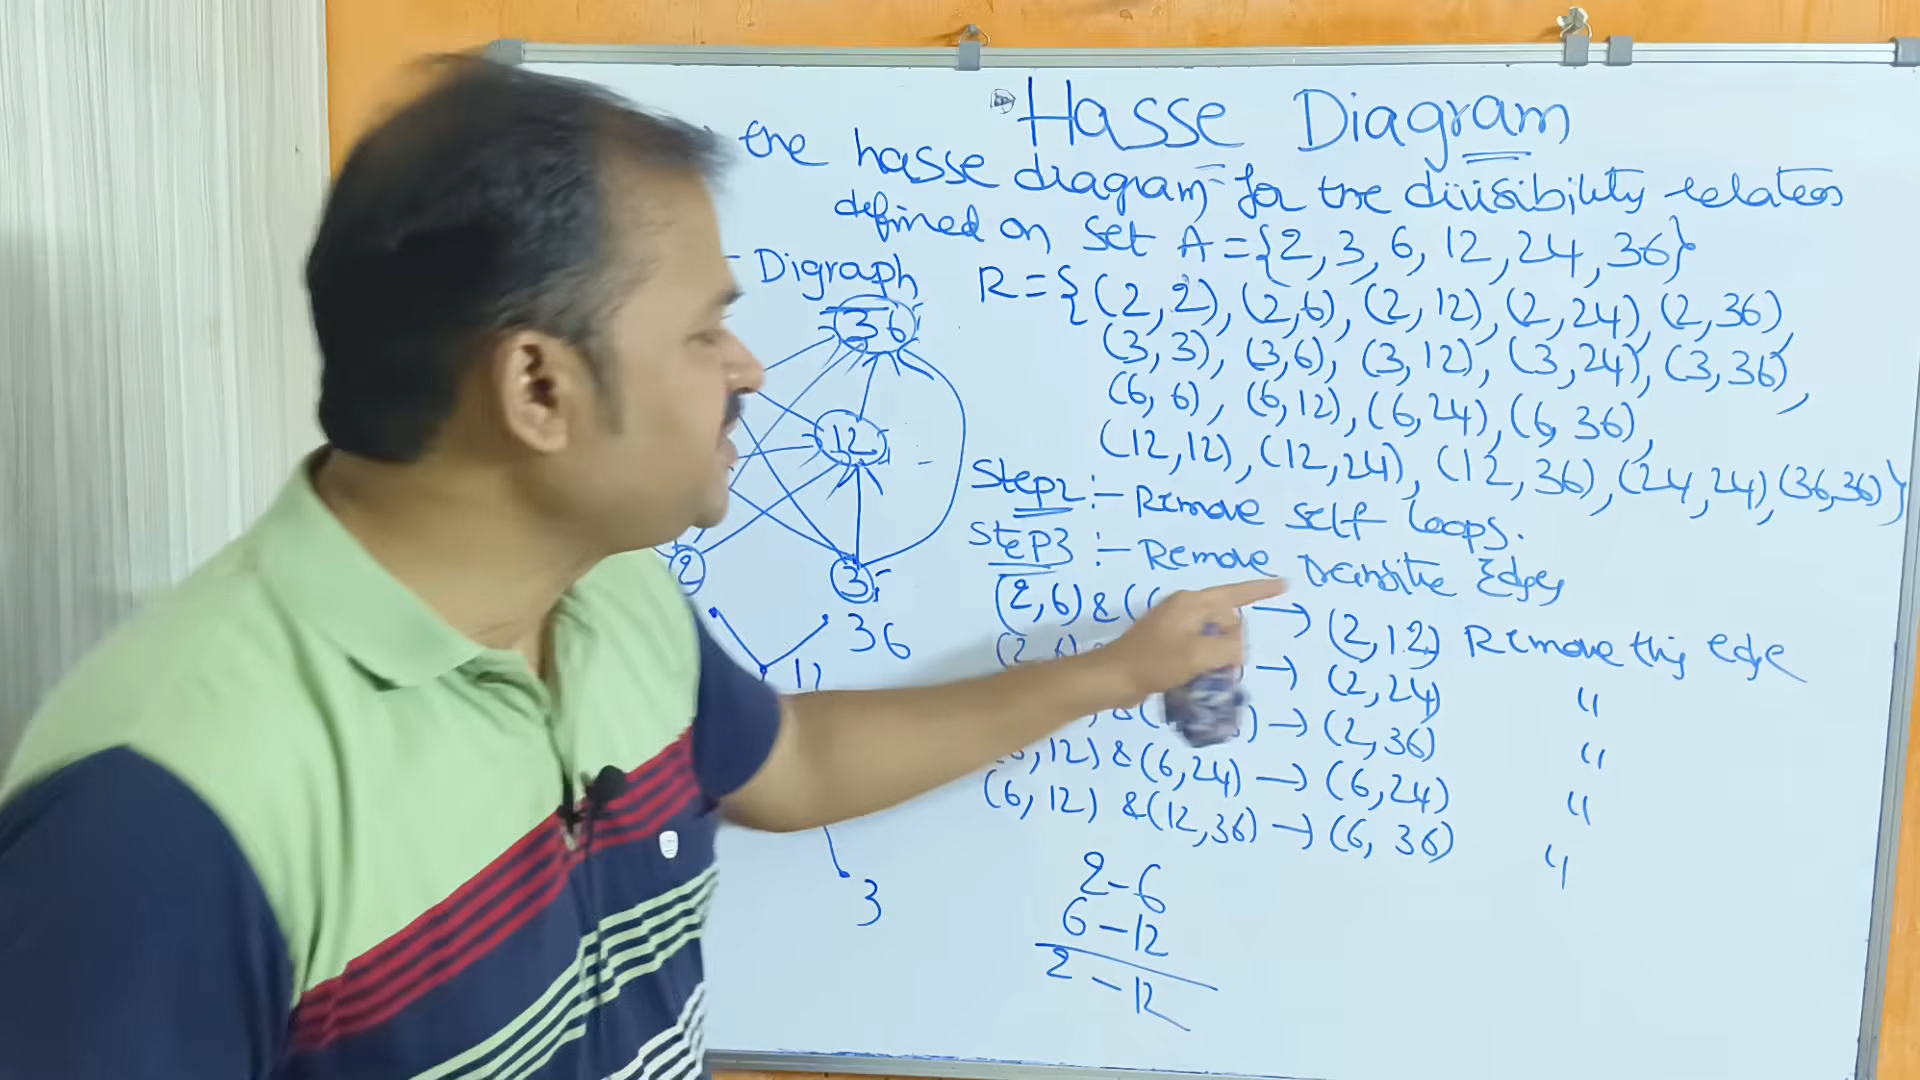 Hasse Diagram
the hasse diagram for the divisibility relation
defined on set A = {2, 3, 6, 12, 24, 36}
Digraph
R = {(2, 2), (2,6), (2, 12), (2, 24), (2,36),
(3, 3), (3,6), (3, 12), (3, 24), (3, 36),
(6, 6), (6, 12), (6, 24), (6, 36),
(12, 12), (12, 24), (12, 36), (24, 24), (36,36)}
36
12
2
3
Step2 :- Remove self loops.
Step3 :- Remove Transitive Edges
(2,6) & ( → (2,12) Remove this edge
(2,6) → (2,24) "
&( ) → (2,36) "
,12) & (6,24) → (6,24) "
(6, 12) & (12,36) → (6, 36) "
36
12
3
2 - 6
6 - 12
2 - 12